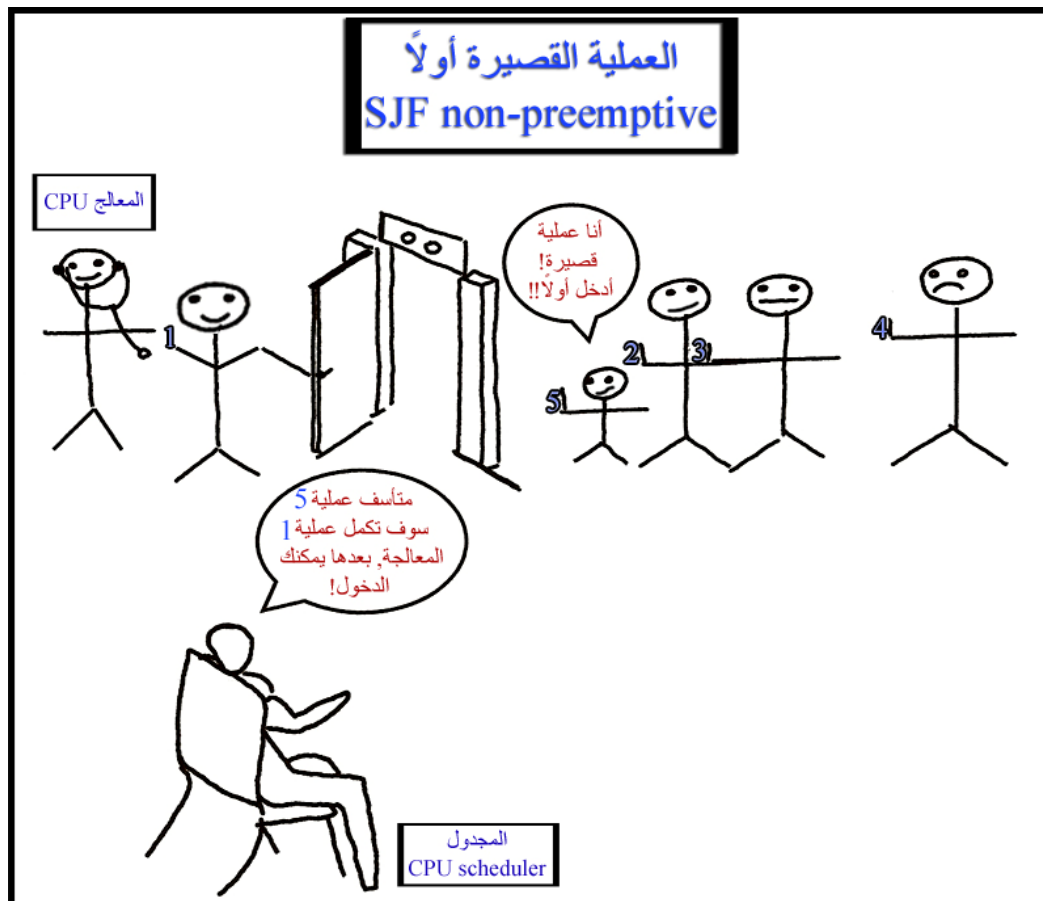 العملية القصيرة أولاً
SJF non-preemptive
المعالج CPU
أنا عملية
قصيرة!
أدخل أولاً!!
1
2
3
4
5
متأسف عملية 5
سوف تكمل عملية 1
المعالجة, بعدها يمكنك
الدخول!
المجدول
CPU scheduler